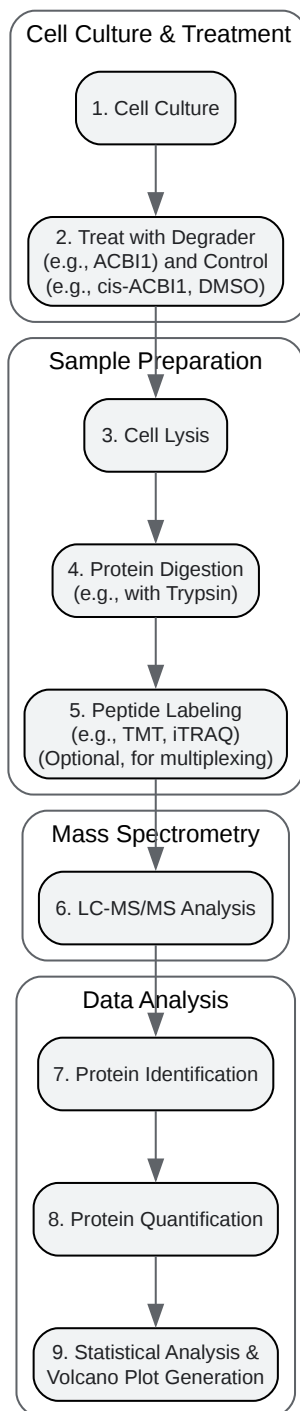 Cell Culture & Treatment
1. Cell Culture
2. Treat with Degrader
(e.g., ACBI1) and Control
(e.g., cis-ACBI1, DMSO)
Sample Preparation
3. Cell Lysis
4. Protein Digestion
(e.g., with Trypsin)
5. Peptide Labeling
(e.g., TMT, iTRAQ)
(Optional, for multiplexing)
Mass Spectrometry
6. LC-MS/MS Analysis
Data Analysis
7. Protein Identification
8. Protein Quantification
9. Statistical Analysis &
Volcano Plot Generation